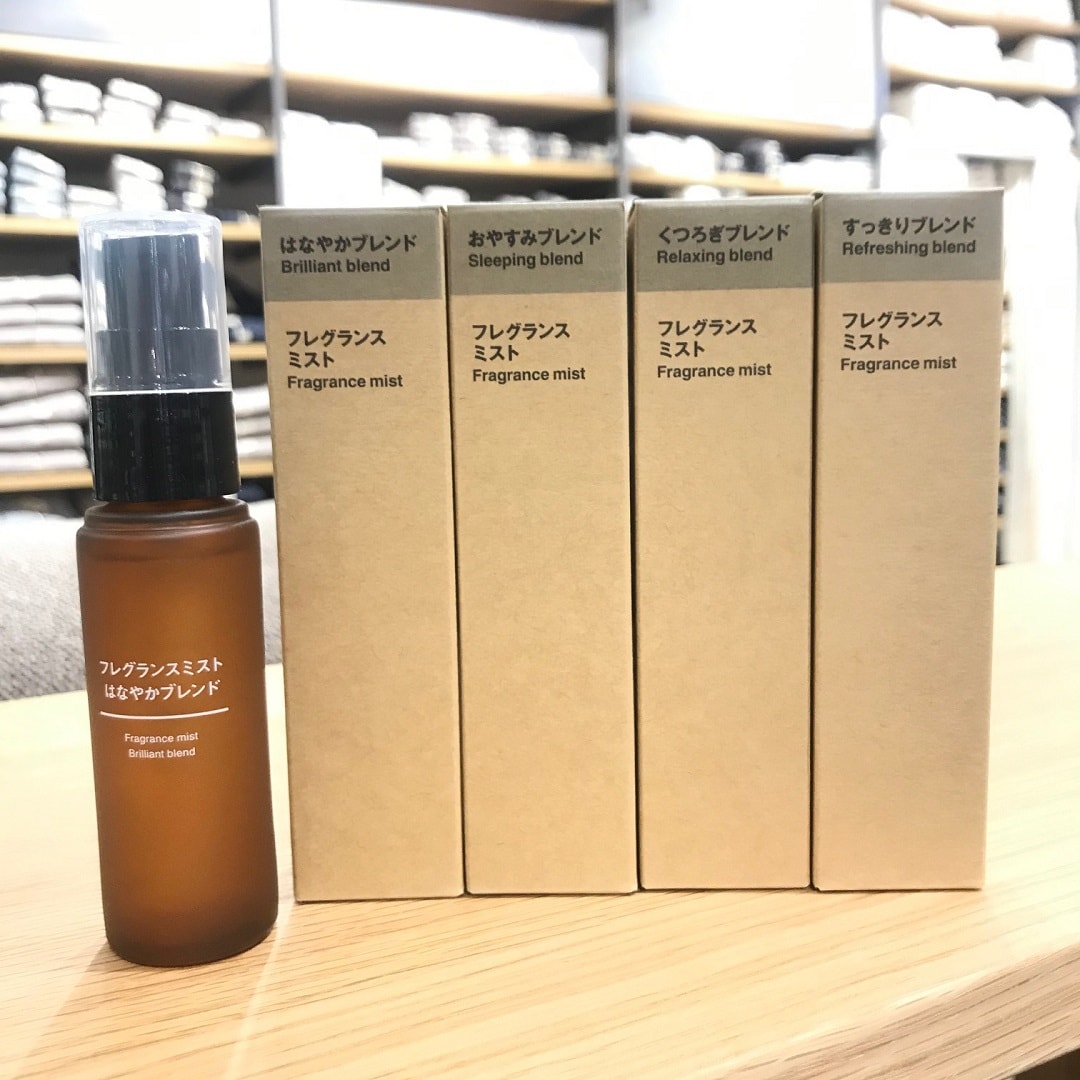 フレグランスミスト
はなやかブレンド
Fragrance mist
Brilliant blend
はなやかブレンド
Brilliant blend
フレグランス
ミスト
Fragrance mist
おやすみブレンド
Sleeping blend
フレグランス
ミスト
Fragrance mist
くつろぎブレンド
Relaxing blend
フレグランス
ミスト
Fragrance mist
すっきりブレンド
Refreshing blend
フレグランス
ミスト
Fragrance mist